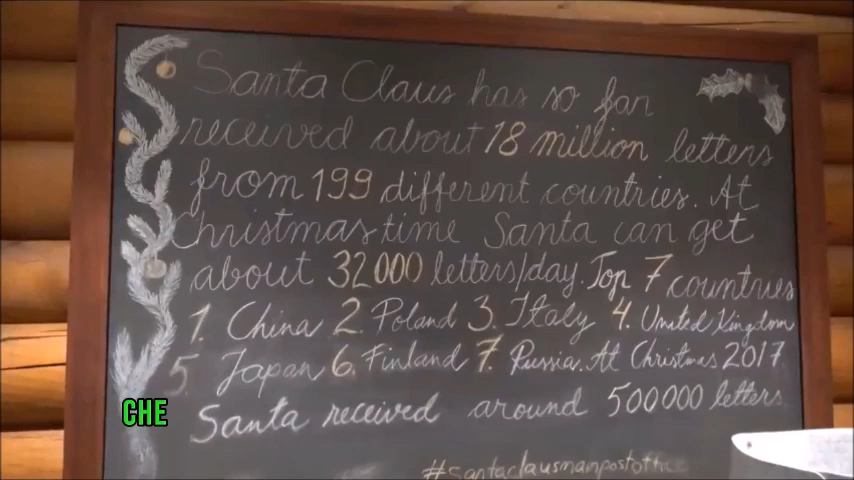 Santa Claus has so far
received about 18 million letters
from 199 different countries. At
Christmas time Santa can get
about 32 000 letters/day. Top 7 countries
1. China 2. Poland 3. Italy 4. United Kingdom
5 Japan 6. Finland 7. Russia. At Christmas 2017
Santa received around 500 000 letters
CHE
#santaclausmainpostoffice